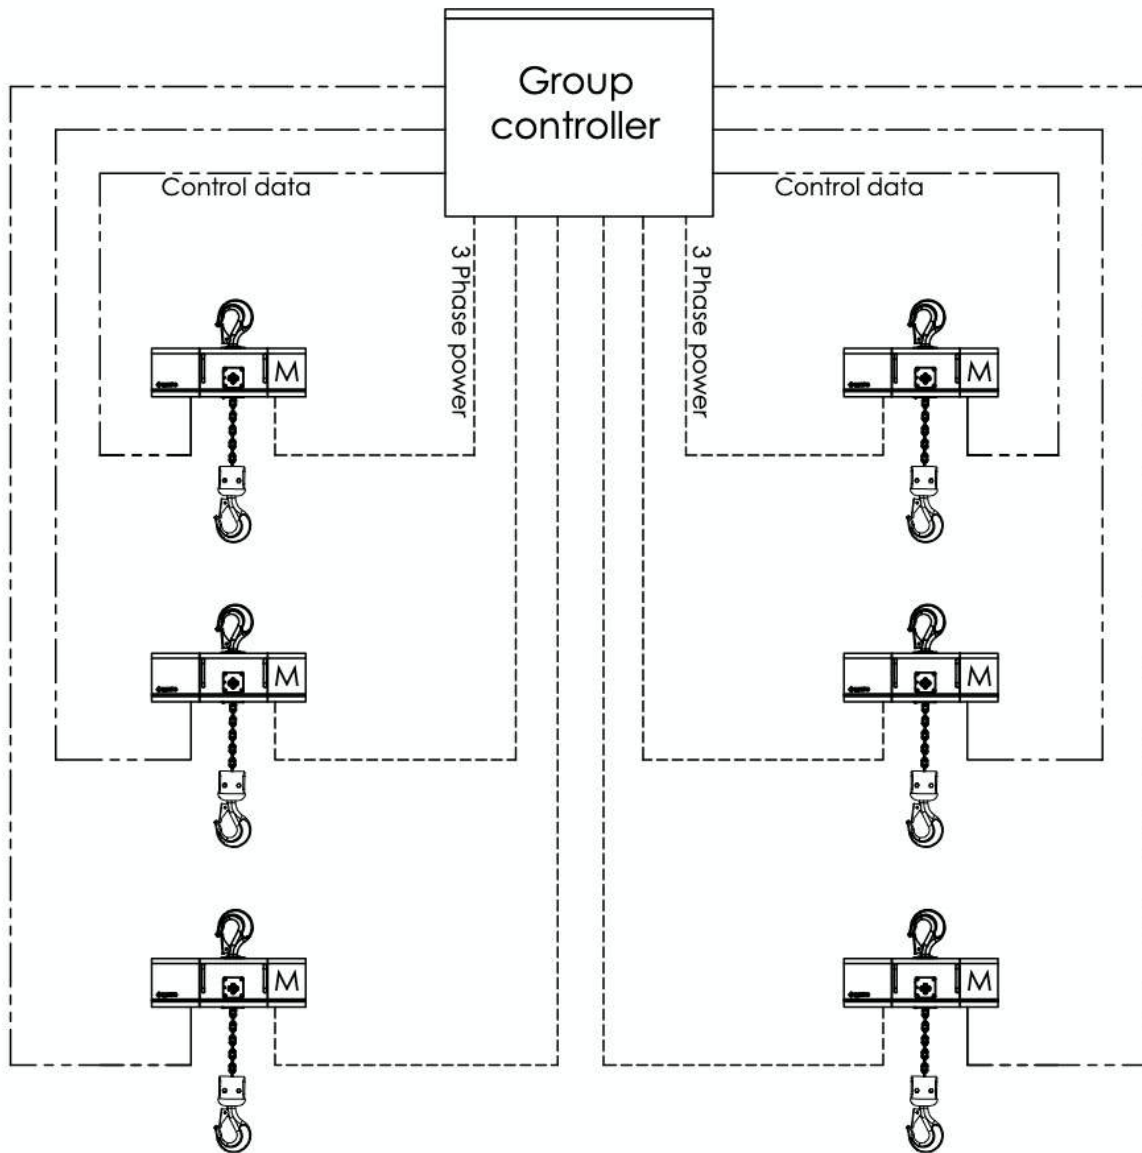 Group
controller
Control data
Control data
3 Phase power
3 Phase power
M
M
M
M
M
M